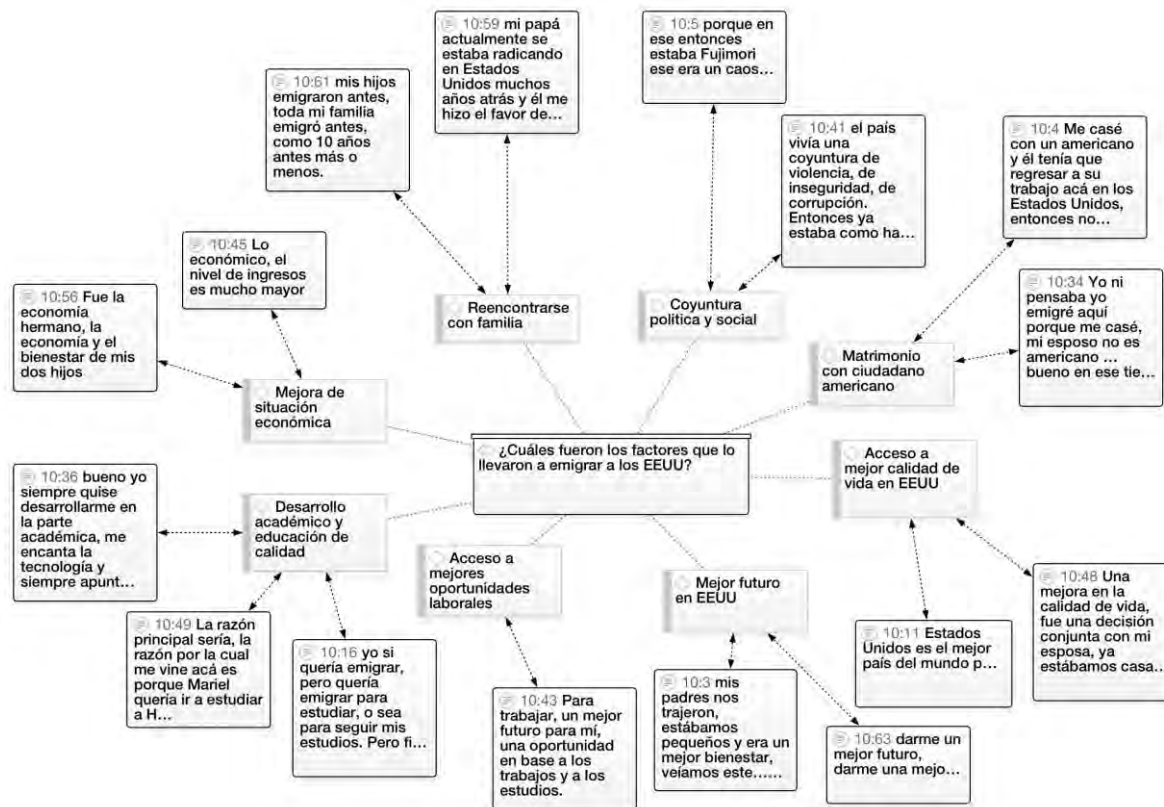 10:59 mi papá
actualmente se
estaba radicando
en Estados
Unidos muchos
años atrás y él me
hizo el favor de...
10:5 porque en
ese entonces
estaba Fujimori
ese era un caos...
10:61 mis hijos
emigraron antes,
toda mi familia
emigró antes,
como 10 años
antes más o
menos.
10:41 el país
vivía una
coyuntura de
violencia, de
inseguridad, de
corrupción.
Entonces ya
estaba como ha...
10:4 Me casé
con un americano
y él tenía que
regresar a su
trabajo acá en los
Estados Unidos,
entonces no...
10:45 Lo
económico, el
nivel de ingresos
es mucho mayor
10:56 Fue la
economía
hermano, la
economía y el
bienestar de mis
dos hijos
Reencontrarse
con familia
Coyuntura
política y social
10:34 Yo ni
pensaba yo
emigré aquí
porque me casé,
mi esposo no es
americano ...
bueno en ese tie...
Matrimonio
con ciudadano
americano
Mejora de
situación
económica
¿Cuáles fueron los factores que lo
llevaron a emigrar a los EEUU?
Acceso a
mejor calidad de
vida en EEUU
10:36 bueno yo
siempre quise
desarrollarme en
la parte
académica, me
encanta la
tecnología y
siempre apunt...
Desarrollo
académico y
educación de
calidad
Acceso a
mejores
oportunidades
laborales
Mejor futuro
en EEUU
10:48 Una
mejora en la
calidad de vida,
fue una decisión
conjunta con mi
esposa, ya
estábamos casa...
10:49 La razón
principal sería, la
razón por la cual
me vine acá es
porque Mariel
quería ir a estudiar
a H...
10:16 yo si
quería emigrar,
pero quería
emigrar para
estudiar, o sea
para seguir mis
estudios. Pero fi...
10:11 Estados
Unidos es el mejor
país del mundo p...
10:43 Para
trabajar, un mejor
futuro para mí,
una oportunidad
en base a los
trabajos y a los
estudios.
10:3 mis
padres nos
trajeron,
estábamos
pequeños y era un
mejor bienestar,
veíamos este......
10:63 darme un
mejor futuro,
darme una mejo...